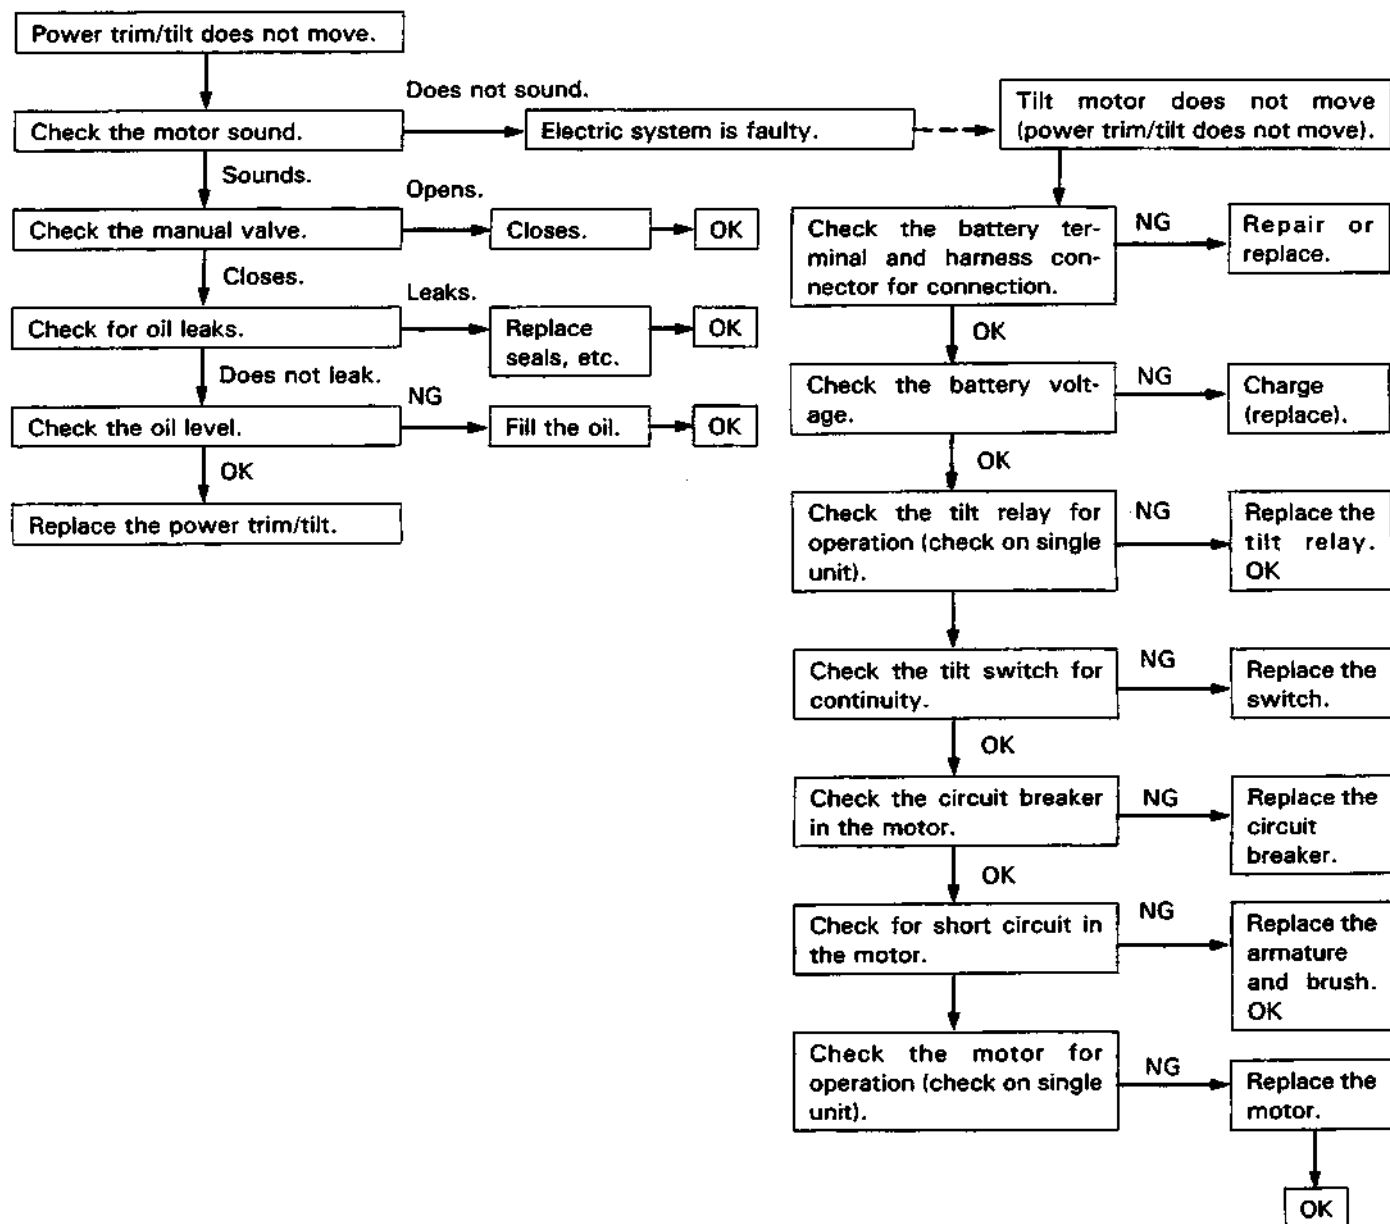 Power trim/tilt does not move.
Does not sound.
Check the motor sound.
Electric system is faulty.
Tilt motor does not move
(power trim/tilt does not move).
Sounds.
Opens.
Check the manual valve.
Closes.
OK
Closes.
Leaks.
Check for oil leaks.
Replace
seals, etc.
OK
Does not leak.
NG
Check the oil level.
Fill the oil.
OK
OK
Replace the power trim/tilt.
Check the battery ter-
minal and harness con-
nector for connection.
NG
Repair or
replace.
OK
Check the battery volt-
age.
NG
Charge
(replace).
OK
Check the tilt relay for
operation (check on single
unit).
NG
Replace the
tilt relay.
OK
Check the tilt switch for
continuity.
NG
Replace the
switch.
OK
Check the circuit breaker
in the motor.
NG
Replace the
circuit
breaker.
OK
Check for short circuit in
the motor.
NG
Replace the
armature
and brush.
OK
Check the motor for
operation (check on single
unit).
NG
Replace the
motor.
OK